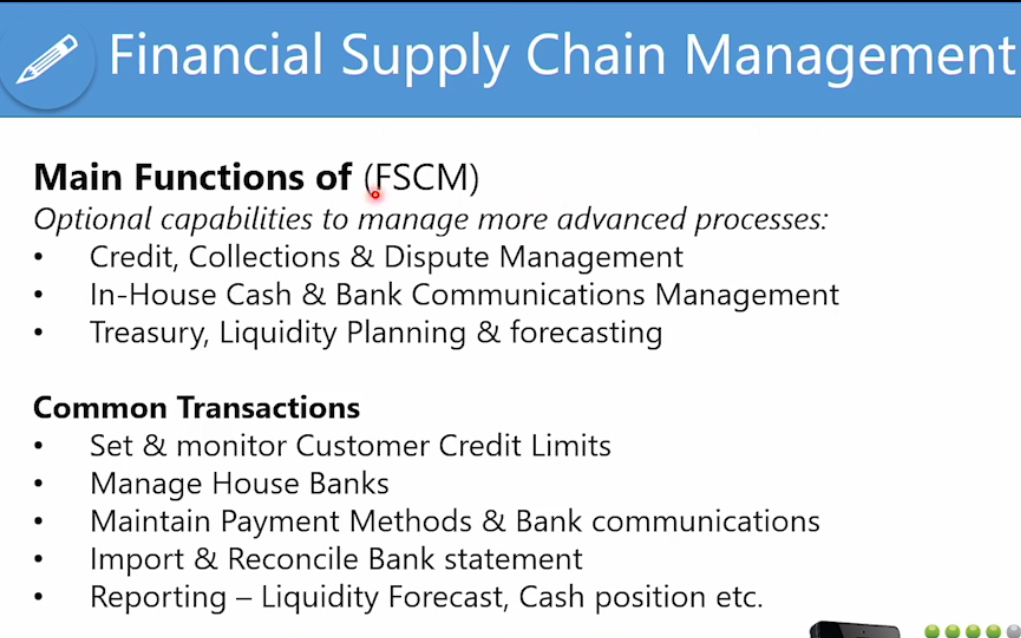 Financial Supply Chain Management
Main Functions of (FSCM)
Optional capabilities to manage more advanced processes:
• Credit, Collections & Dispute Management
• In-House Cash & Bank Communications Management
• Treasury, Liquidity Planning & forecasting
Common Transactions
• Set & monitor Customer Credit Limits
• Manage House Banks
• Maintain Payment Methods & Bank communications
• Import & Reconcile Bank statement
• Reporting – Liquidity Forecast, Cash position etc.